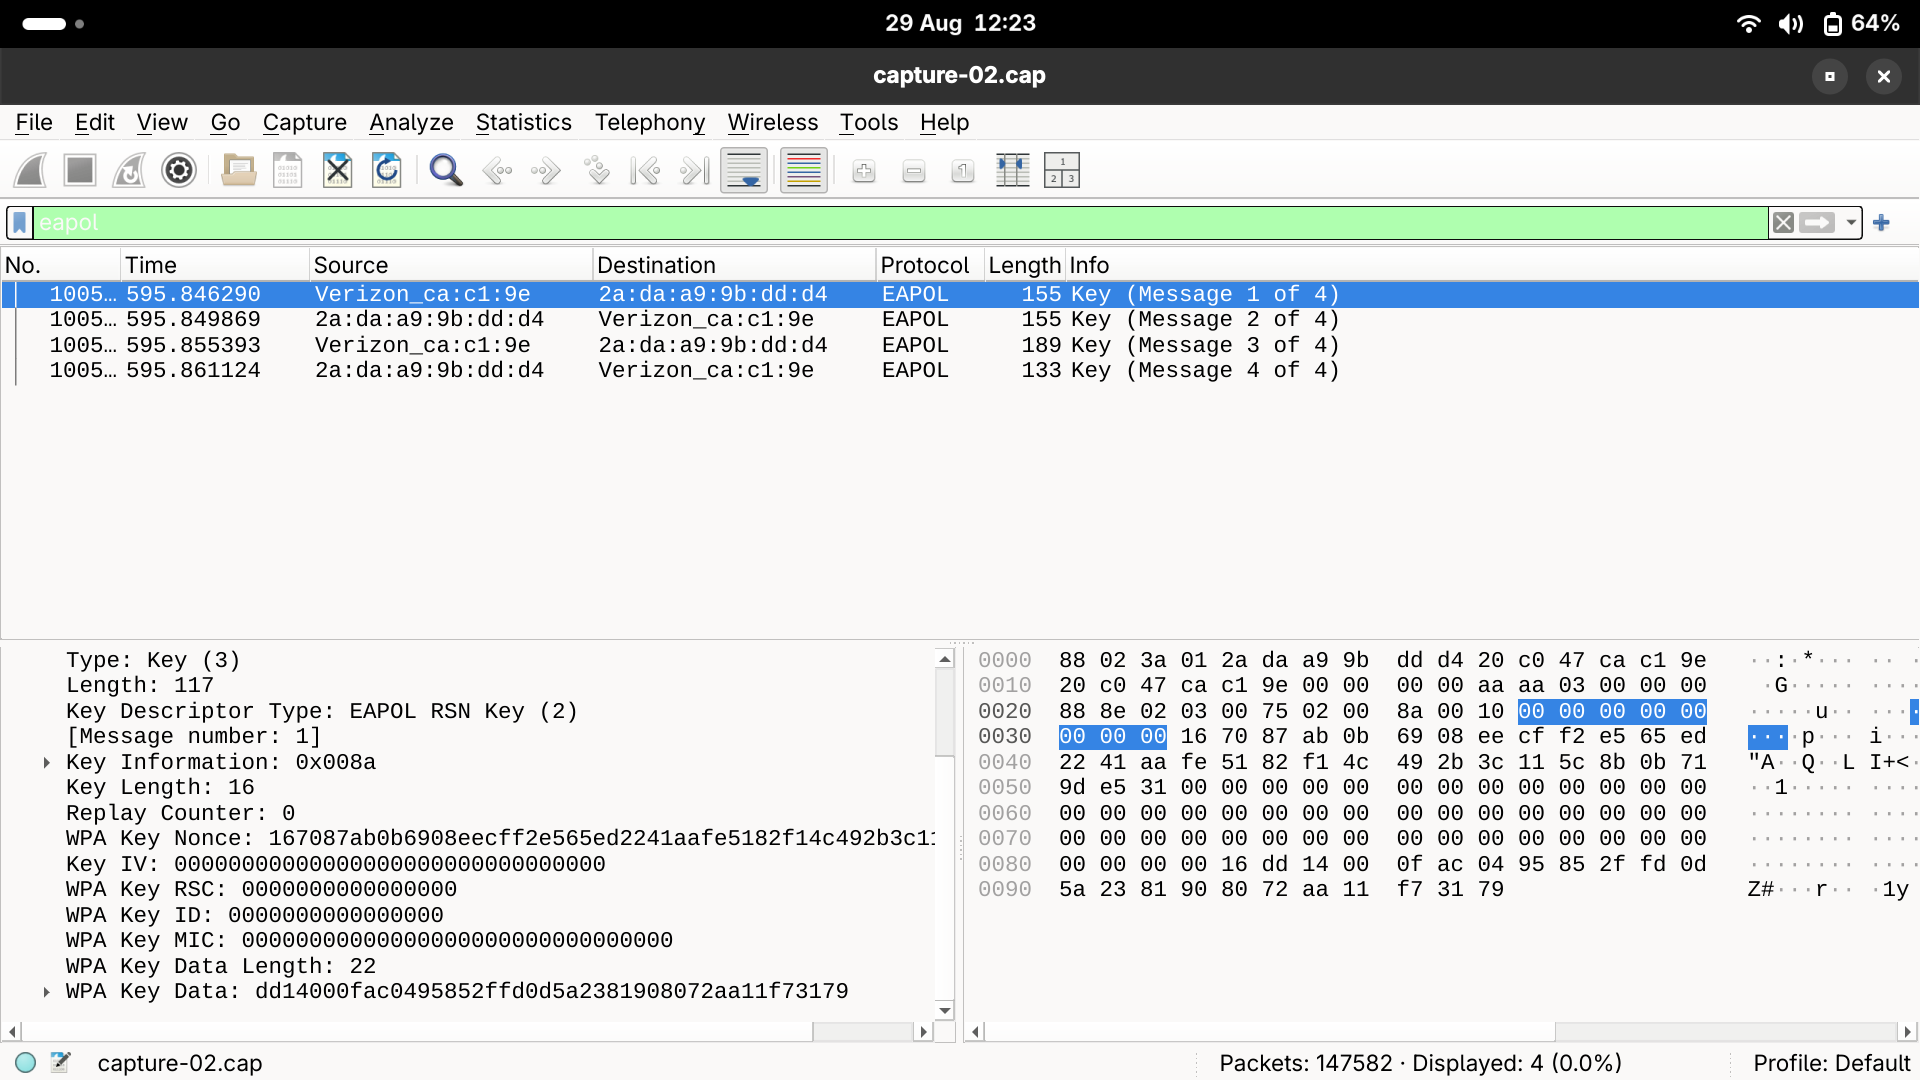 29 Aug 12:23
64%
capture-02.cap
File Edit View Go Capture Analyze Statistics Telephony Wireless Tools Help
eapol
No. Time Source Destination Protocol Length Info
1005… 595.846290 Verizon_ca:c1:9e 2a:da:a9:9b:dd:d4 EAPOL 155 Key (Message 1 of 4)
1005… 595.849869 2a:da:a9:9b:dd:d4 Verizon_ca:c1:9e EAPOL 155 Key (Message 2 of 4)
1005… 595.855393 Verizon_ca:c1:9e 2a:da:a9:9b:dd:d4 EAPOL 189 Key (Message 3 of 4)
1005… 595.861124 2a:da:a9:9b:dd:d4 Verizon_ca:c1:9e EAPOL 133 Key (Message 4 of 4)
Type: Key (3)
Length: 117
Key Descriptor Type: EAPOL RSN Key (2)
[Message number: 1]
Key Information: 0x008a
Key Length: 16
Replay Counter: 0
WPA Key Nonce: 167087ab0b6908eecff2e565ed2241aafe5182f14c492b3c11
Key IV: 00000000000000000000000000000000
WPA Key RSC: 0000000000000000
WPA Key ID: 0000000000000000
WPA Key MIC: 00000000000000000000000000000000
WPA Key Data Length: 22
WPA Key Data: dd14000fac0495852ffd0d5a2381908072aa11f73179
0000 88 02 3a 01 2a da a9 9b dd d4 20 c0 47 ca c1 9e ··:·*··· ·· ·
0010 20 c0 47 ca c1 9e 00 00 00 00 aa aa 03 00 00 00 ·G····· ····
0020 88 8e 02 03 00 75 02 00 8a 00 10 00 00 00 00 00 ·····u·· ····
0030 00 00 00 16 70 87 ab 0b 69 08 ee cf f2 e5 65 ed ····p··· i···
0040 22 41 aa fe 51 82 f1 4c 49 2b 3c 11 5c 8b 0b 71 "A··Q··L I+<·
0050 9d e5 31 00 00 00 00 00 00 00 00 00 00 00 00 00 ··1····· ····
0060 00 00 00 00 00 00 00 00 00 00 00 00 00 00 00 00 ········ ····
0070 00 00 00 00 00 00 00 00 00 00 00 00 00 00 00 00 ········ ····
0080 00 00 00 00 00 16 dd 14 00 0f ac 04 95 85 2f fd 0d ········ ····
0090 5a 23 81 90 80 72 aa 11 f7 31 79 Z#···r·· ·1y
capture-02.cap
Packets: 147582 · Displayed: 4 (0.0%)
Profile: Default